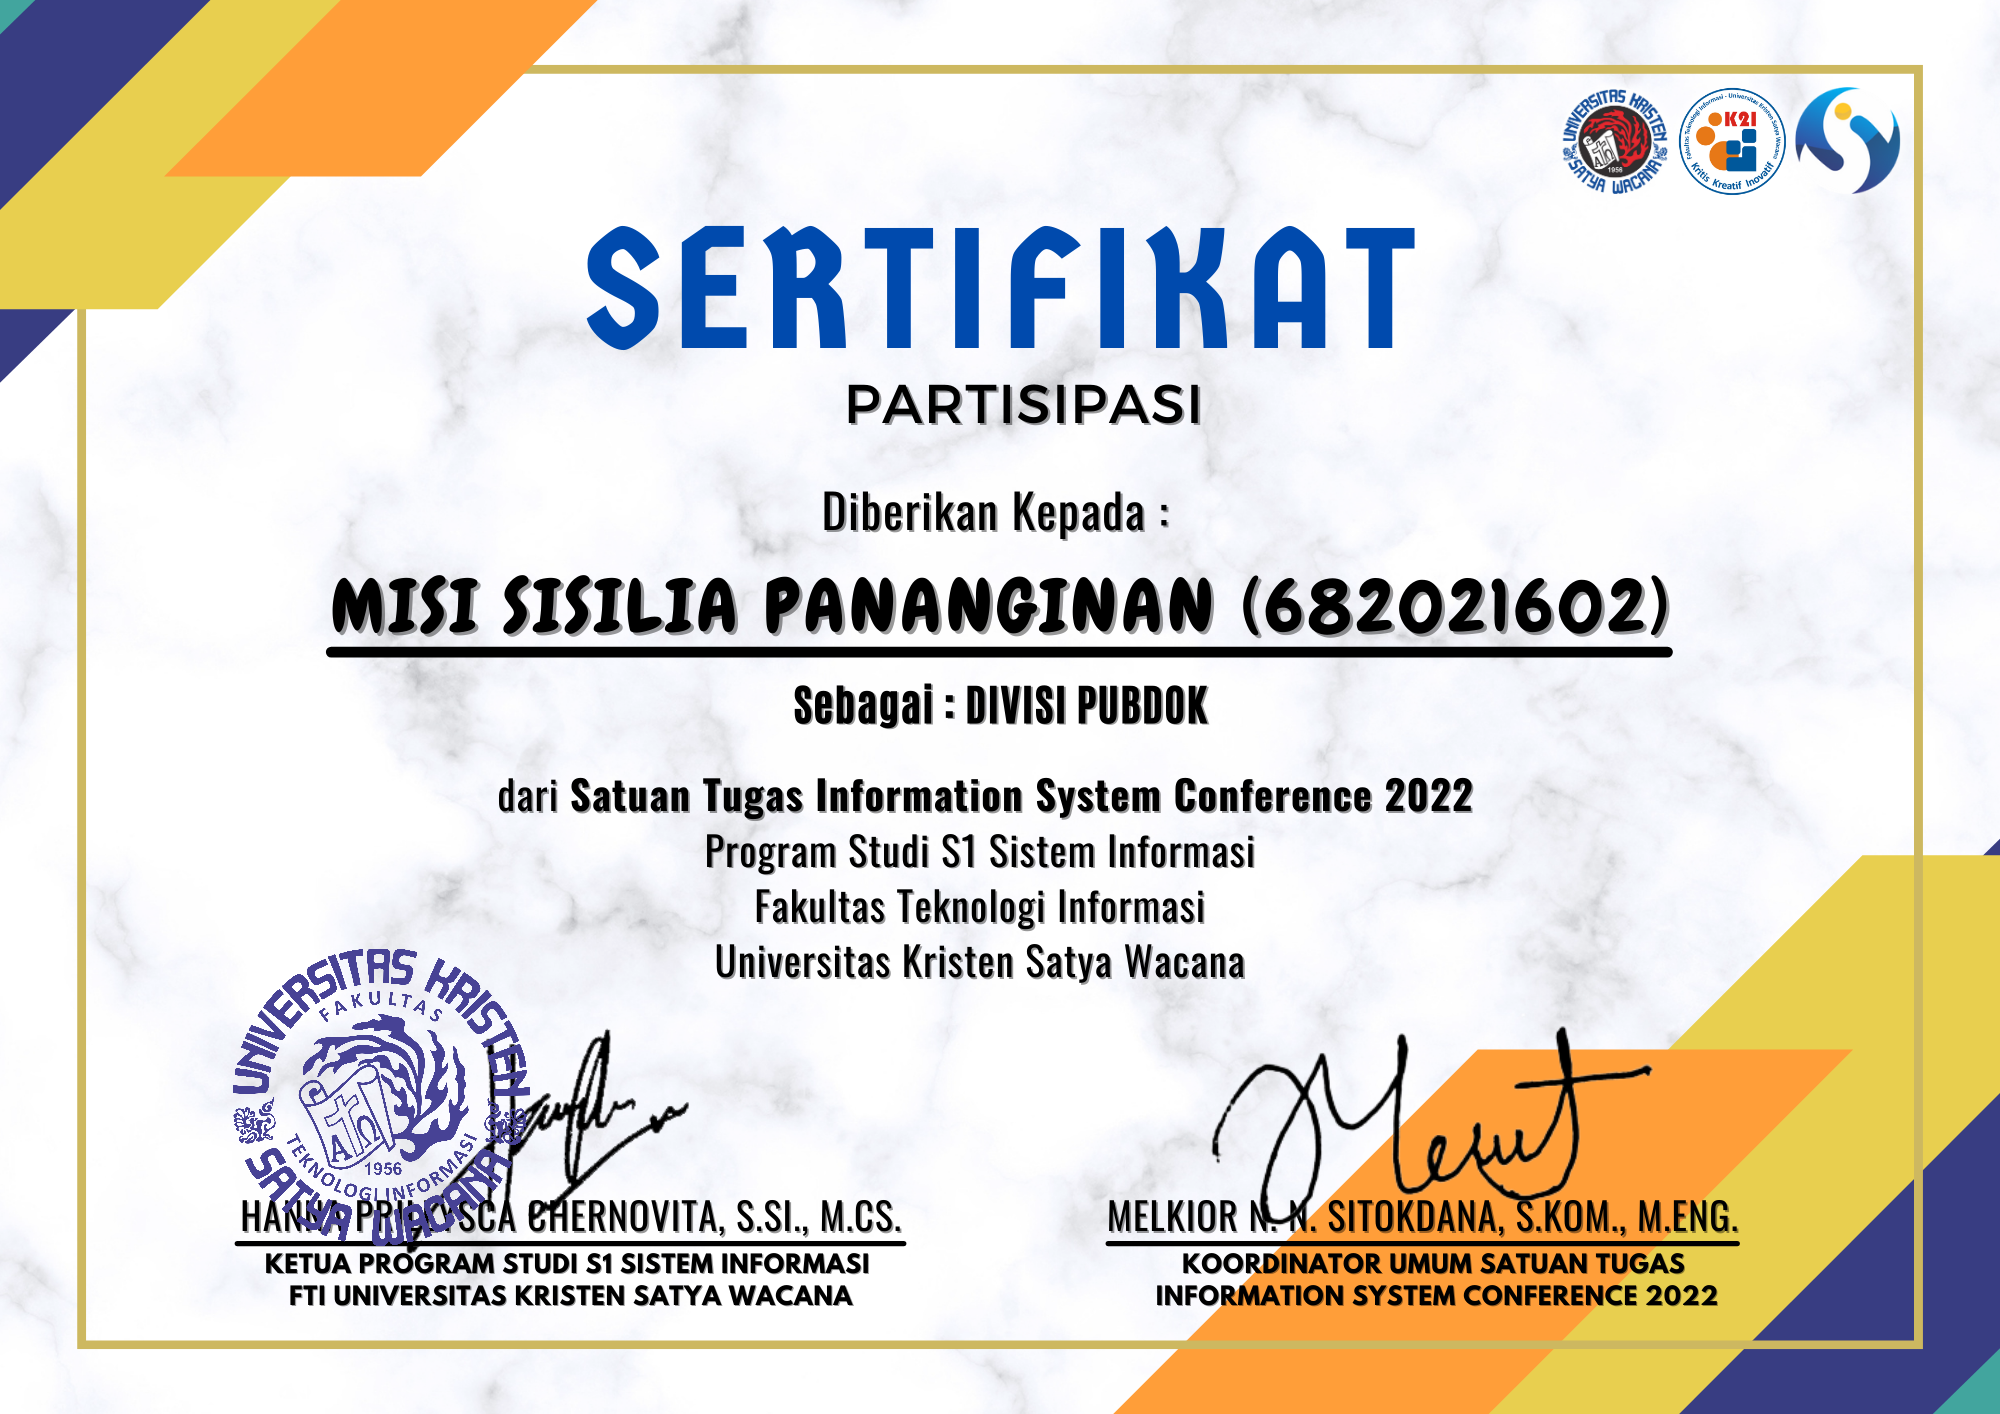 UNIVERSITAS KRISTEN
SATYA WACANA
1956
Fakultas Teknologi Informasi - Universitas Kristen Satya Wacana
K2I
Kritis Kreatif Inovatif
SERTIFIKAT
PARTISIPASI
Diberikan Kepada :
MISI SISILIA PANANGINAN (682021602)
Sebagai : DIVISI PUBDOK
dari Satuan Tugas Information System Conference 2022
Program Studi S1 Sistem Informasi
Fakultas Teknologi Informasi
Universitas Kristen Satya Wacana
UNIVERSITAS KRISTEN
FAKULTAS
1956
TEKNOLOGI INFORMASI
SATYA WACANA
CHERNOVITA, S.SI., M.CS.
KETUA PROGRAM STUDI S1 SISTEM INFORMASI
FTI UNIVERSITAS KRISTEN SATYA WACANA
MELKIOR N. N. SITOKDANA, S.KOM., M.ENG.
KOORDINATOR UMUM SATUAN TUGAS
INFORMATION SYSTEM CONFERENCE 2022